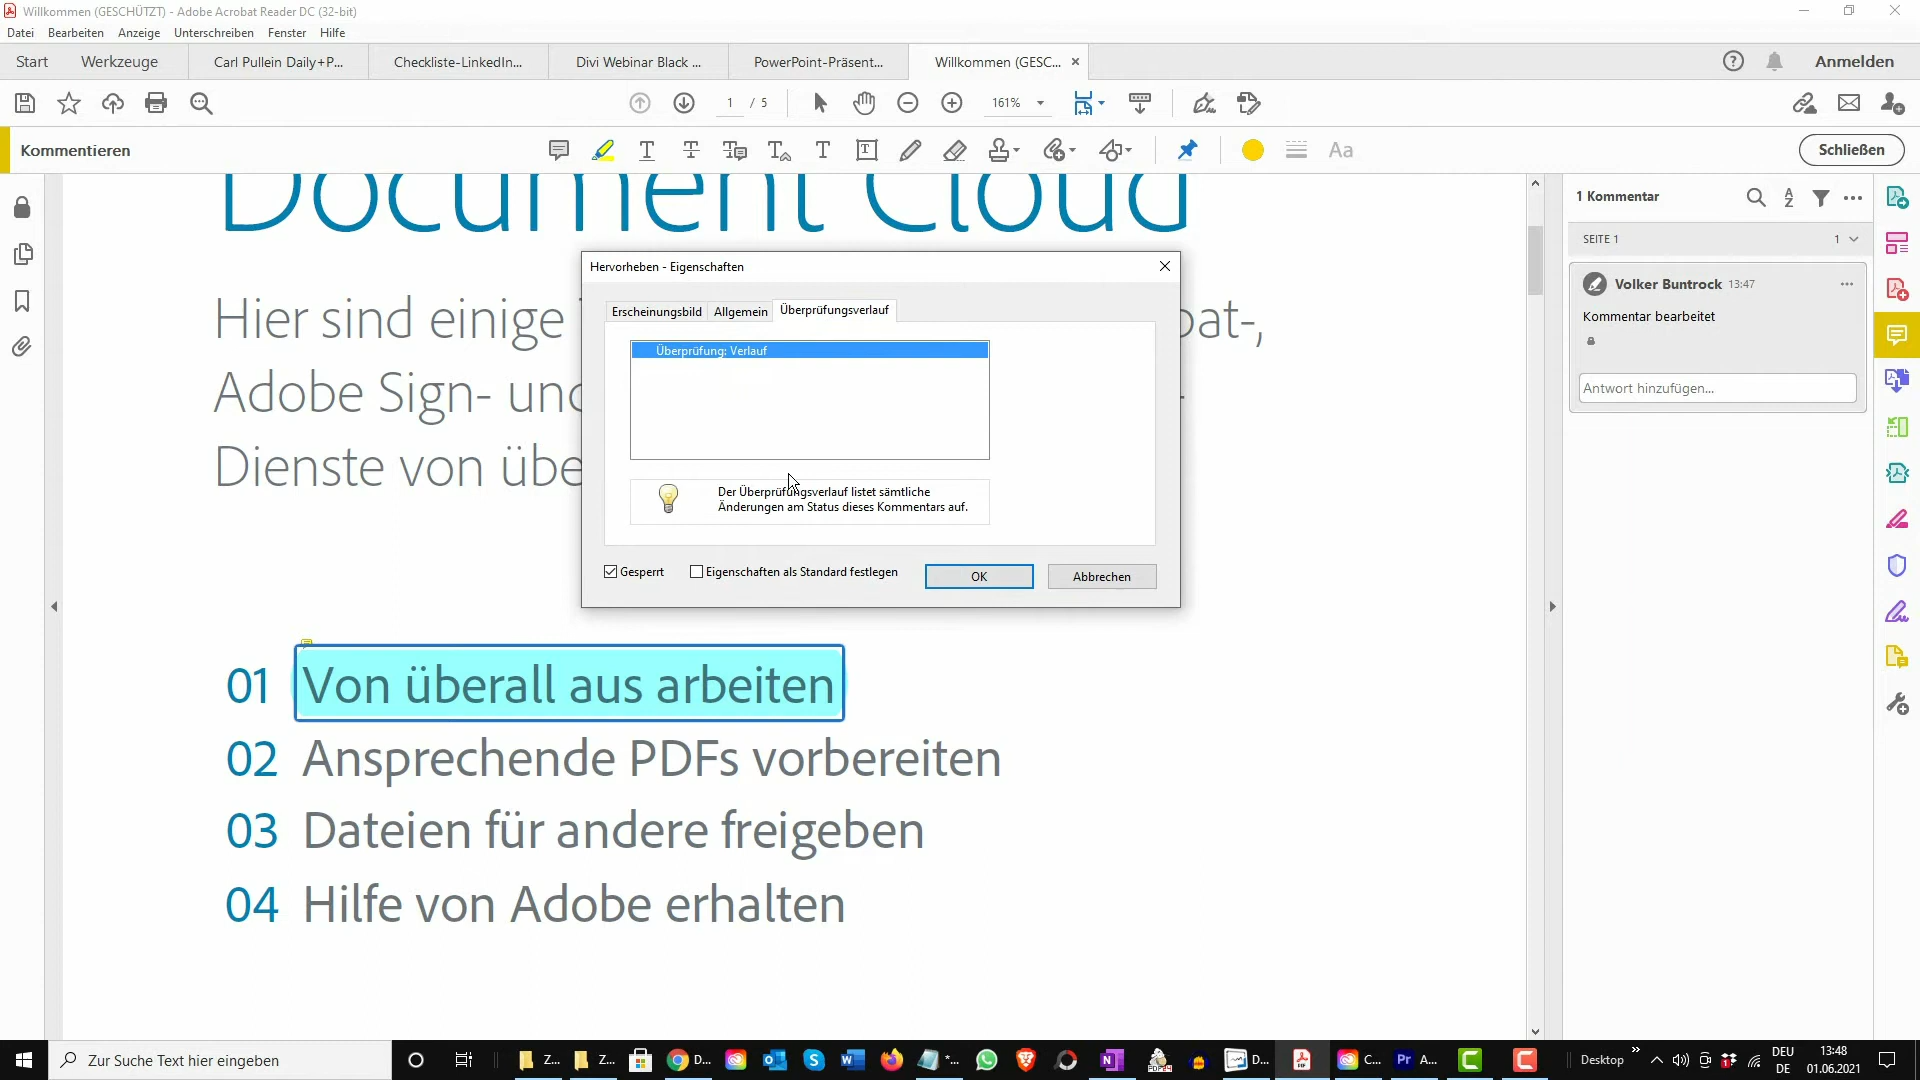 Willkommen (GESCHÜTZT) - Adobe Acrobat Reader DC (32-bit)
Datei Bearbeiten Anzeige Unterschreiben Fenster Hilfe
Start Werkzeuge Carl Pullein Daily+P... Checkliste-LinkedIn... Divi Webinar Black ... PowerPoint-Präsent... Willkommen (GESC... × Anmelden
1 / 5 161%
Kommentieren Aa Schließen
Document Cloud
1 Kommentar
SEITE 1 1
Volker Buntrock 13:47
Kommentar bearbeitet
Antwort hinzufügen...
Hier sind einige
bat-,
Adobe Sign- und
Dienste von übe
Hervorheben - Eigenschaften
Erscheinungsbild Allgemein Überprüfungsverlauf
Überprüfung: Verlauf
Der Überprüfungsverlauf listet sämtliche
Änderungen am Status dieses Kommentars auf.
Gesperrt Eigenschaften als Standard festlegen OK Abbrechen
01 Von überall aus arbeiten
02 Ansprechende PDFs vorbereiten
03 Dateien für andere freigeben
04 Hilfe von Adobe erhalten
Zur Suche Text hier eingeben Z... Z... D... *... D... C... Pr A... Desktop » DEU 13:48
DE 01.06.2021